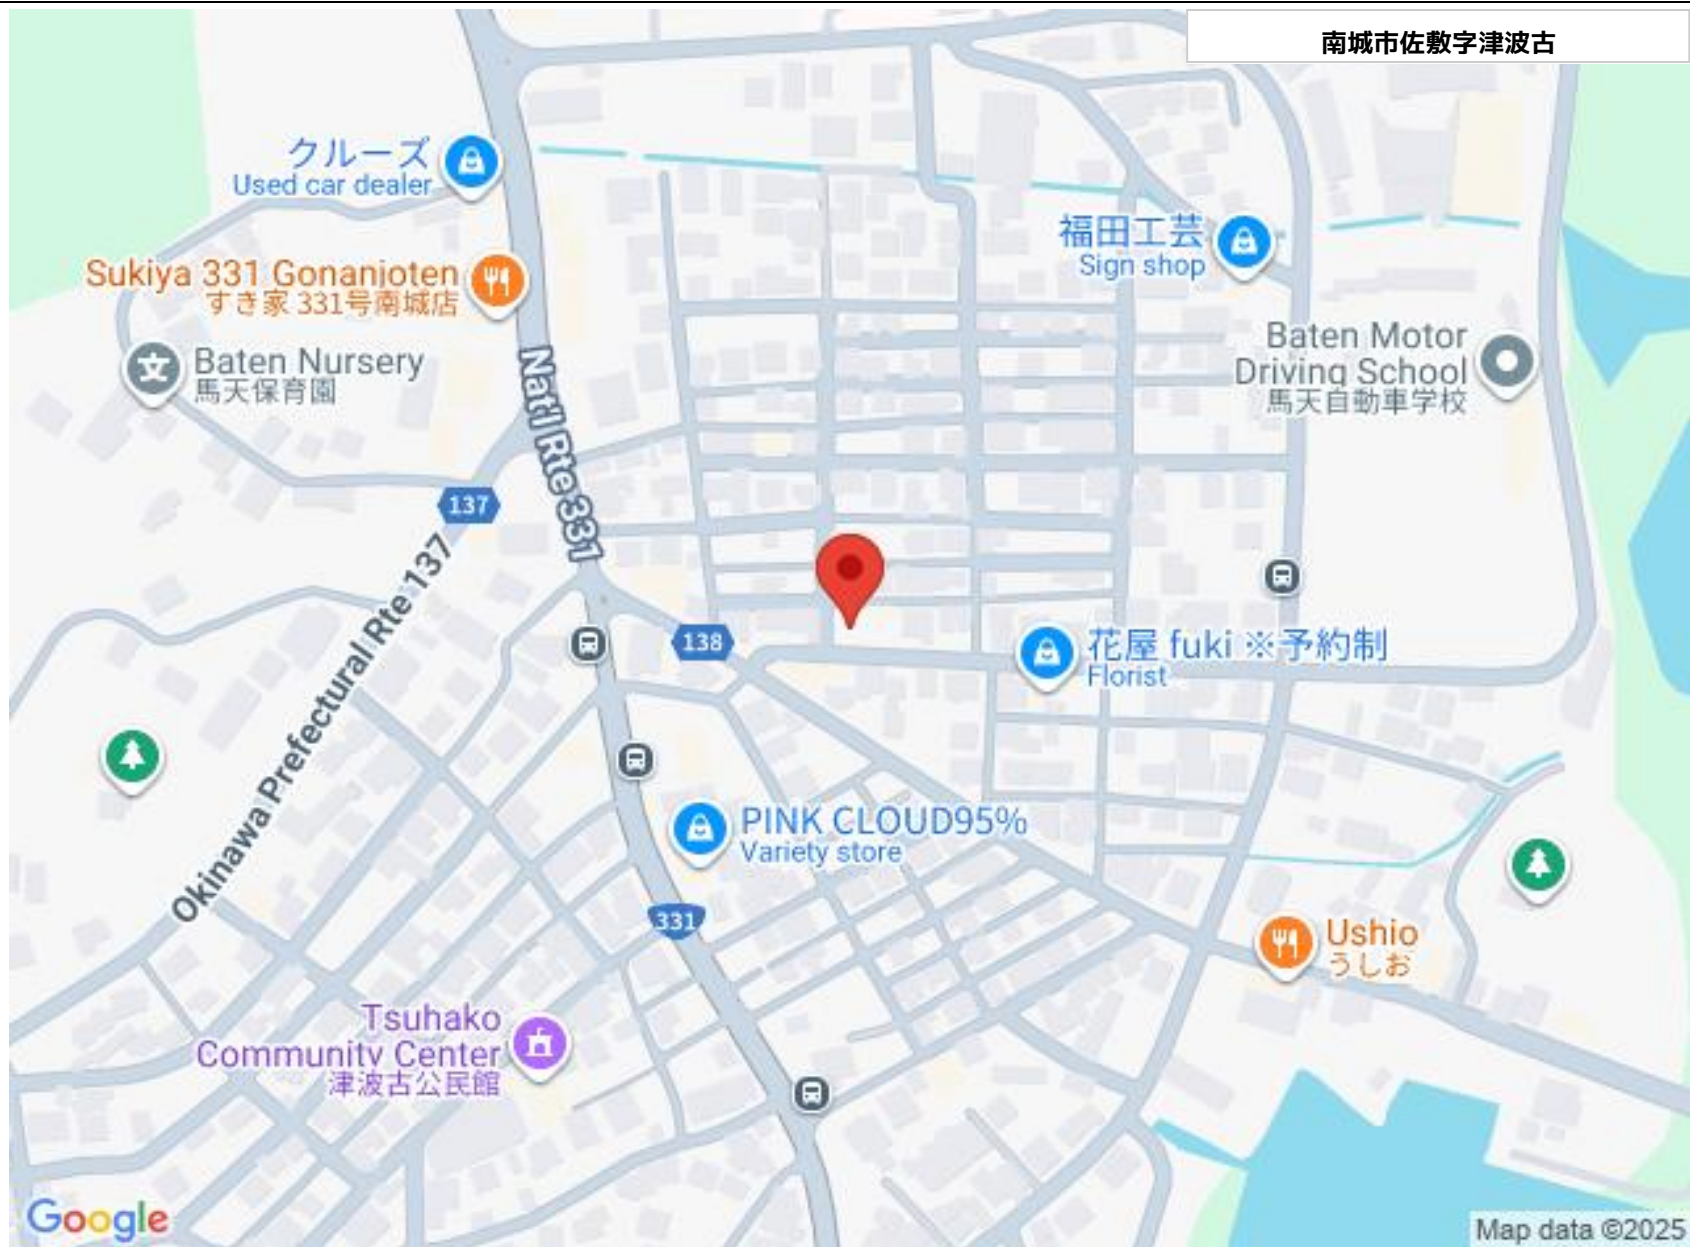 南城市佐敷字津波古
クルーズ
Used car dealer
福田工芸
Sign shop
Sukiya 331 Gonanjoten
すき家 331号南城店
Baten Nursery
馬天保育園
Baten Motor
Driving School
馬天自動車学校
Nat'l Rte 331
137
Okinawa Prefectural Rte 137
138
花屋 fuki ※予約制
Florist
PINK CLOUD95%
Variety store
331
Ushio
うしお
Tsuhako
Community Center
津波古公民館
Google
Map data ©2025